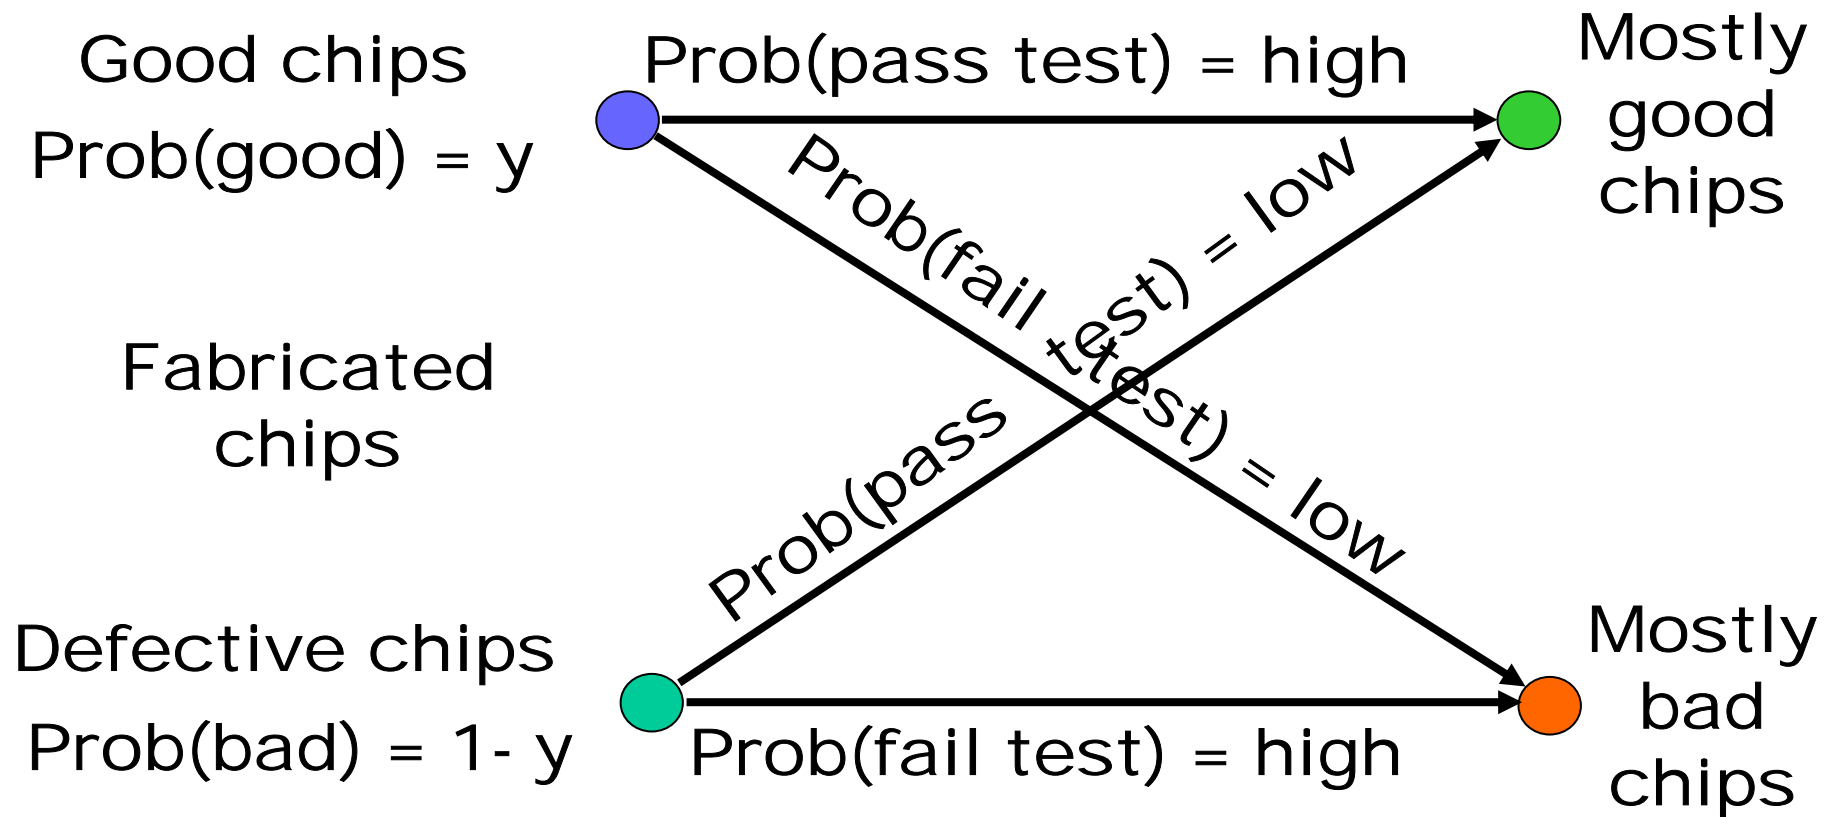 Good chips
Prob(good) = y
Prob(pass test) = high
Mostly
good
chips
Prob(fail test) = low
Prob(pass test) = low
Fabricated
chips
Defective chips
Prob(bad) = 1- y
Prob(fail test) = high
Mostly
bad
chips